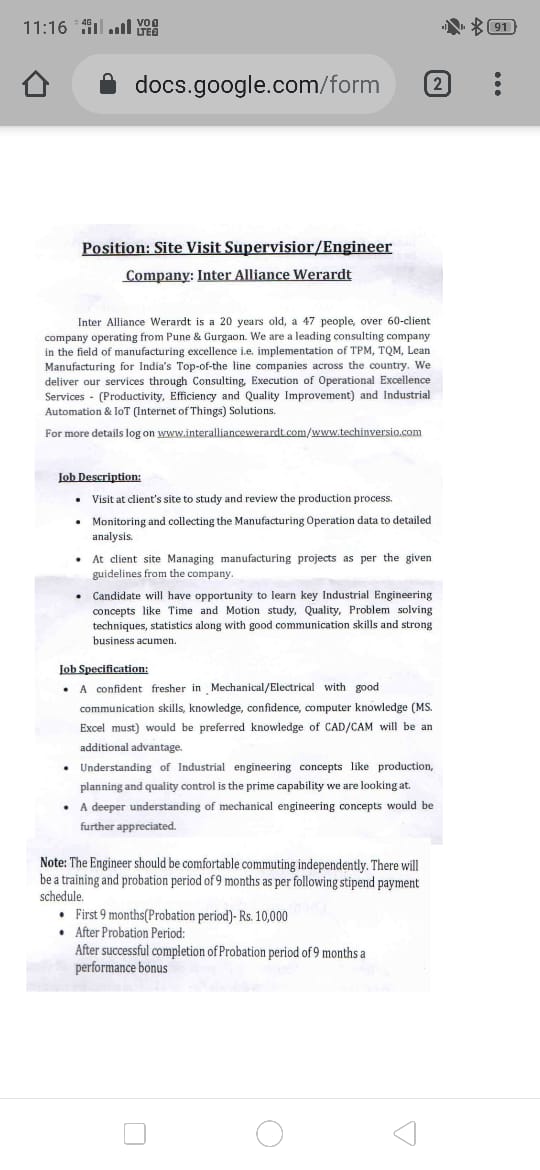 11:16 4G VO LTE 91
docs.google.com/form 2
Position: Site Visit Supervisior/Engineer
Company: Inter Alliance Werardt
Inter Alliance Werardt is a 20 years old, a 47 people, over 60-client
company operating from Pune & Gurgaon. We are a leading consulting company
in the field of manufacturing excellence i.e. implementation of TPM, TQM, Lean
Manufacturing for India's Top-of-the line companies across the country. We
deliver our services through Consulting, Execution of Operational Excellence
Services - (Productivity, Efficiency and Quality Improvement) and Industrial
Automation & IoT (Internet of Things) Solutions.
For more details log on www.interalliancewerardt.com/www.techinversio.com
Job Description:
• Visit at client's site to study and review the production process.
• Monitoring and collecting the Manufacturing Operation data to detailed
analysis.
• At client site Managing manufacturing projects as per the given
guidelines from the company.
• Candidate will have opportunity to learn key Industrial Engineering
concepts like Time and Motion study, Quality, Problem solving
techniques, statistics along with good communication skills and strong
business acumen.
Job Specification:
• A confident fresher in Mechanical/Electrical with good
communication skills, knowledge, confidence, computer knowledge (MS.
Excel must) would be preferred knowledge of CAD/CAM will be an
additional advantage.
• Understanding of Industrial engineering concepts like production,
planning and quality control is the prime capability we are looking at.
• A deeper understanding of mechanical engineering concepts would be
further appreciated.
Note: The Engineer should be comfortable commuting independently. There will
be a training and probation period of 9 months as per following stipend payment
schedule.
• First 9 months(Probation period)- Rs. 10,000
• After Probation Period:
After successful completion of Probation period of 9 months a
performance bonus